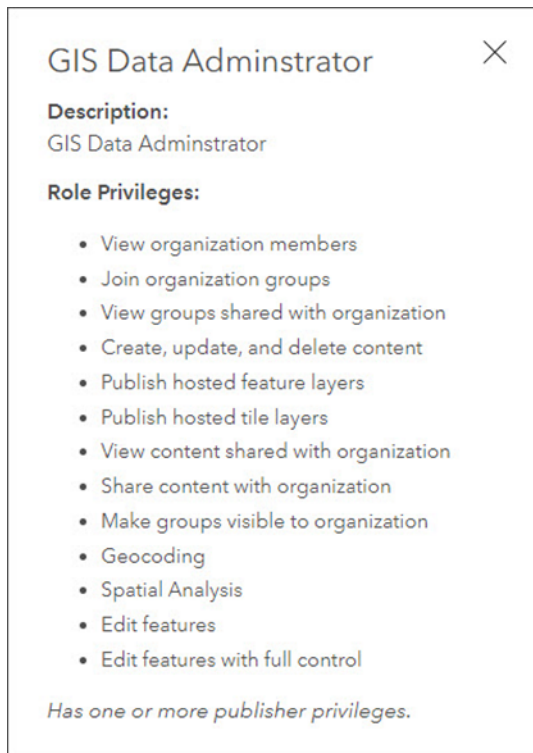 GIS Data Adminstrator
Description:
GIS Data Adminstrator
Role Privileges:
• View organization members
• Join organization groups
• View groups shared with organization
• Create, update, and delete content
• Publish hosted feature layers
• Publish hosted tile layers
• View content shared with organization
• Share content with organization
• Make groups visible to organization
• Geocoding
• Spatial Analysis
• Edit features
• Edit features with full control
Has one or more publisher privileges.